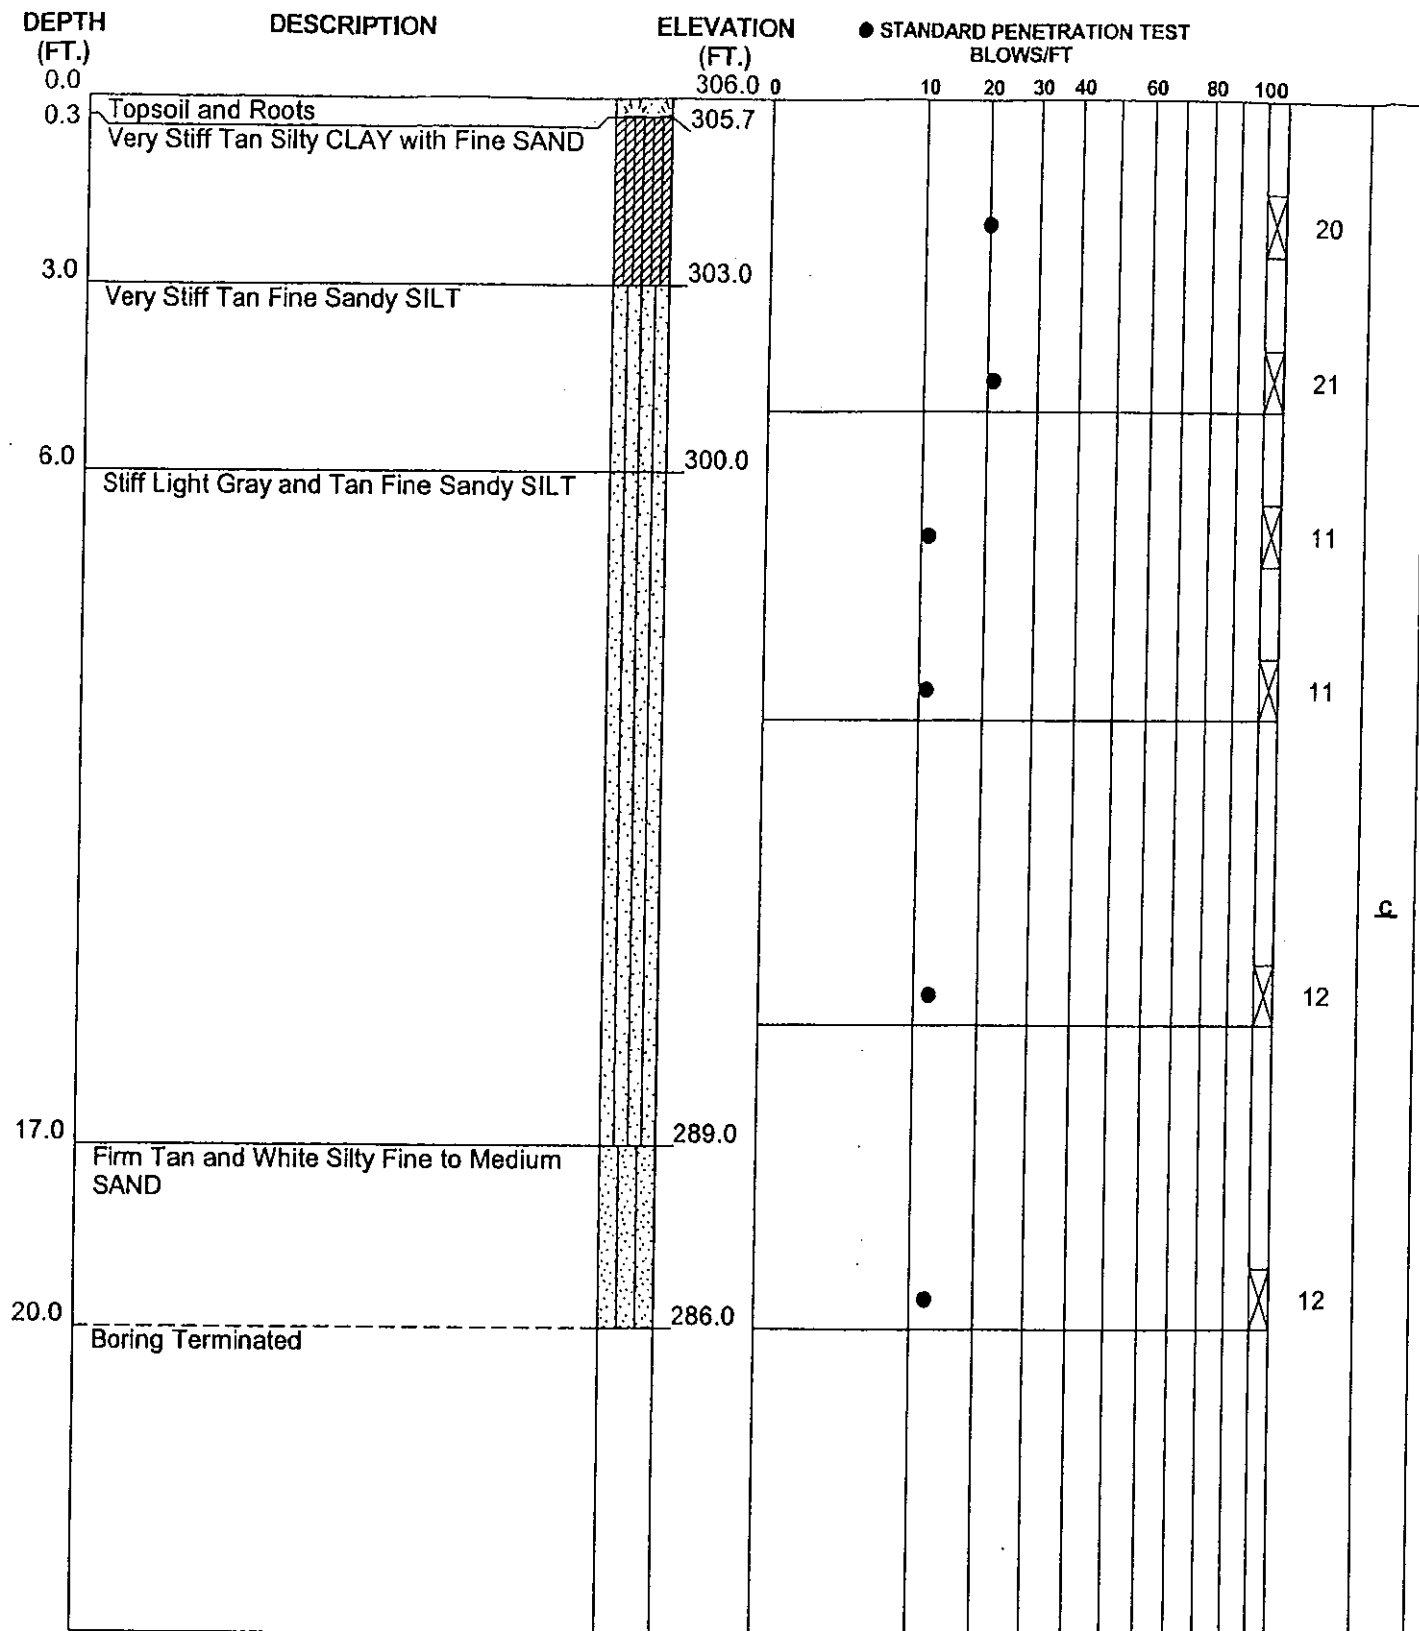 DEPTH
(FT.)
DESCRIPTION
ELEVATION
(FT.)
● STANDARD PENETRATION TEST
BLOWS/FT
0.0
306.0
0 10 20 30 40 60 80 100
0.3
Topsoil and Roots
305.7
Very Stiff Tan Silty CLAY with Fine SAND
20
3.0
303.0
Very Stiff Tan Fine Sandy SILT
21
6.0
300.0
Stiff Light Gray and Tan Fine Sandy SILT
11
11
C
12
17.0
289.0
Firm Tan and White Silty Fine to Medium
SAND
12
20.0
286.0
Boring Terminated